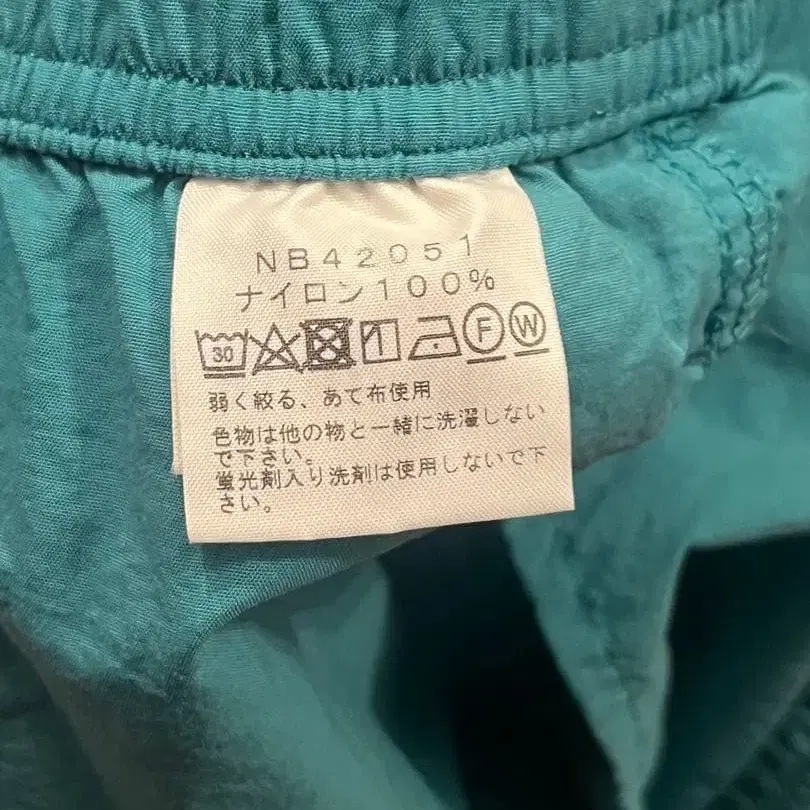 NB42051
ナイロン100%
30 F W
弱く絞る、あて布使用
色物は他の物と一緒に洗濯しない
で下さい。
蛍光剤入り洗剤は使用しないで下
さい。